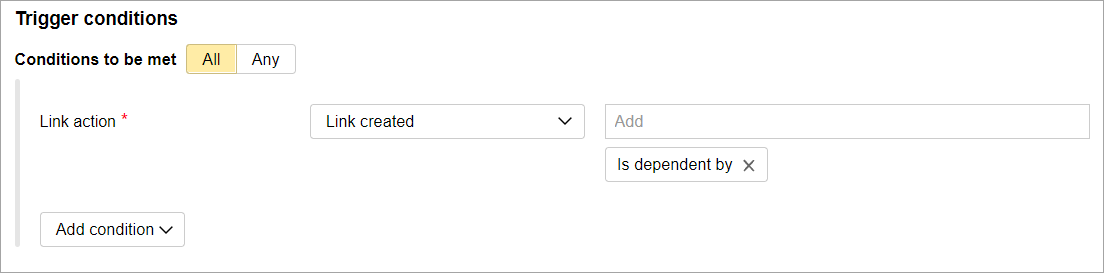 Trigger conditions
Conditions to be met All Any
Link action * Link created Add
Is dependent by
Add condition